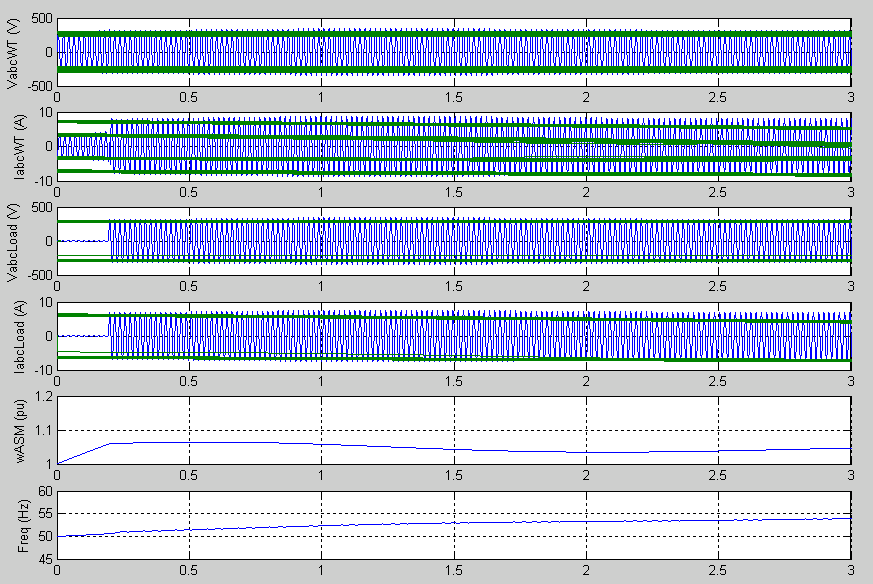 VabcWT (V)
500
0
-500
0 0.5 1 1.5 2 2.5 3
IabcWT (A)
10
0
-10
0 0.5 1 1.5 2 2.5 3
VabcLoad (V)
500
0
-500
0 0.5 1 1.5 2 2.5 3
IabcLoad (A)
10
0
-10
0 0.5 1 1.5 2 2.5 3
wASM (pu)
1.2
1.1
1
0 0.5 1 1.5 2 2.5 3
Freq (Hz)
60
55
50
45
0 0.5 1 1.5 2 2.5 3